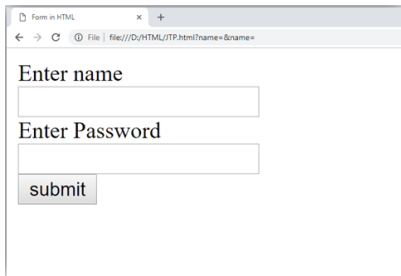 Form in HTML
File | file:///D:/HTML/JTP.html?name=&name=
Enter name
Enter Password
submit